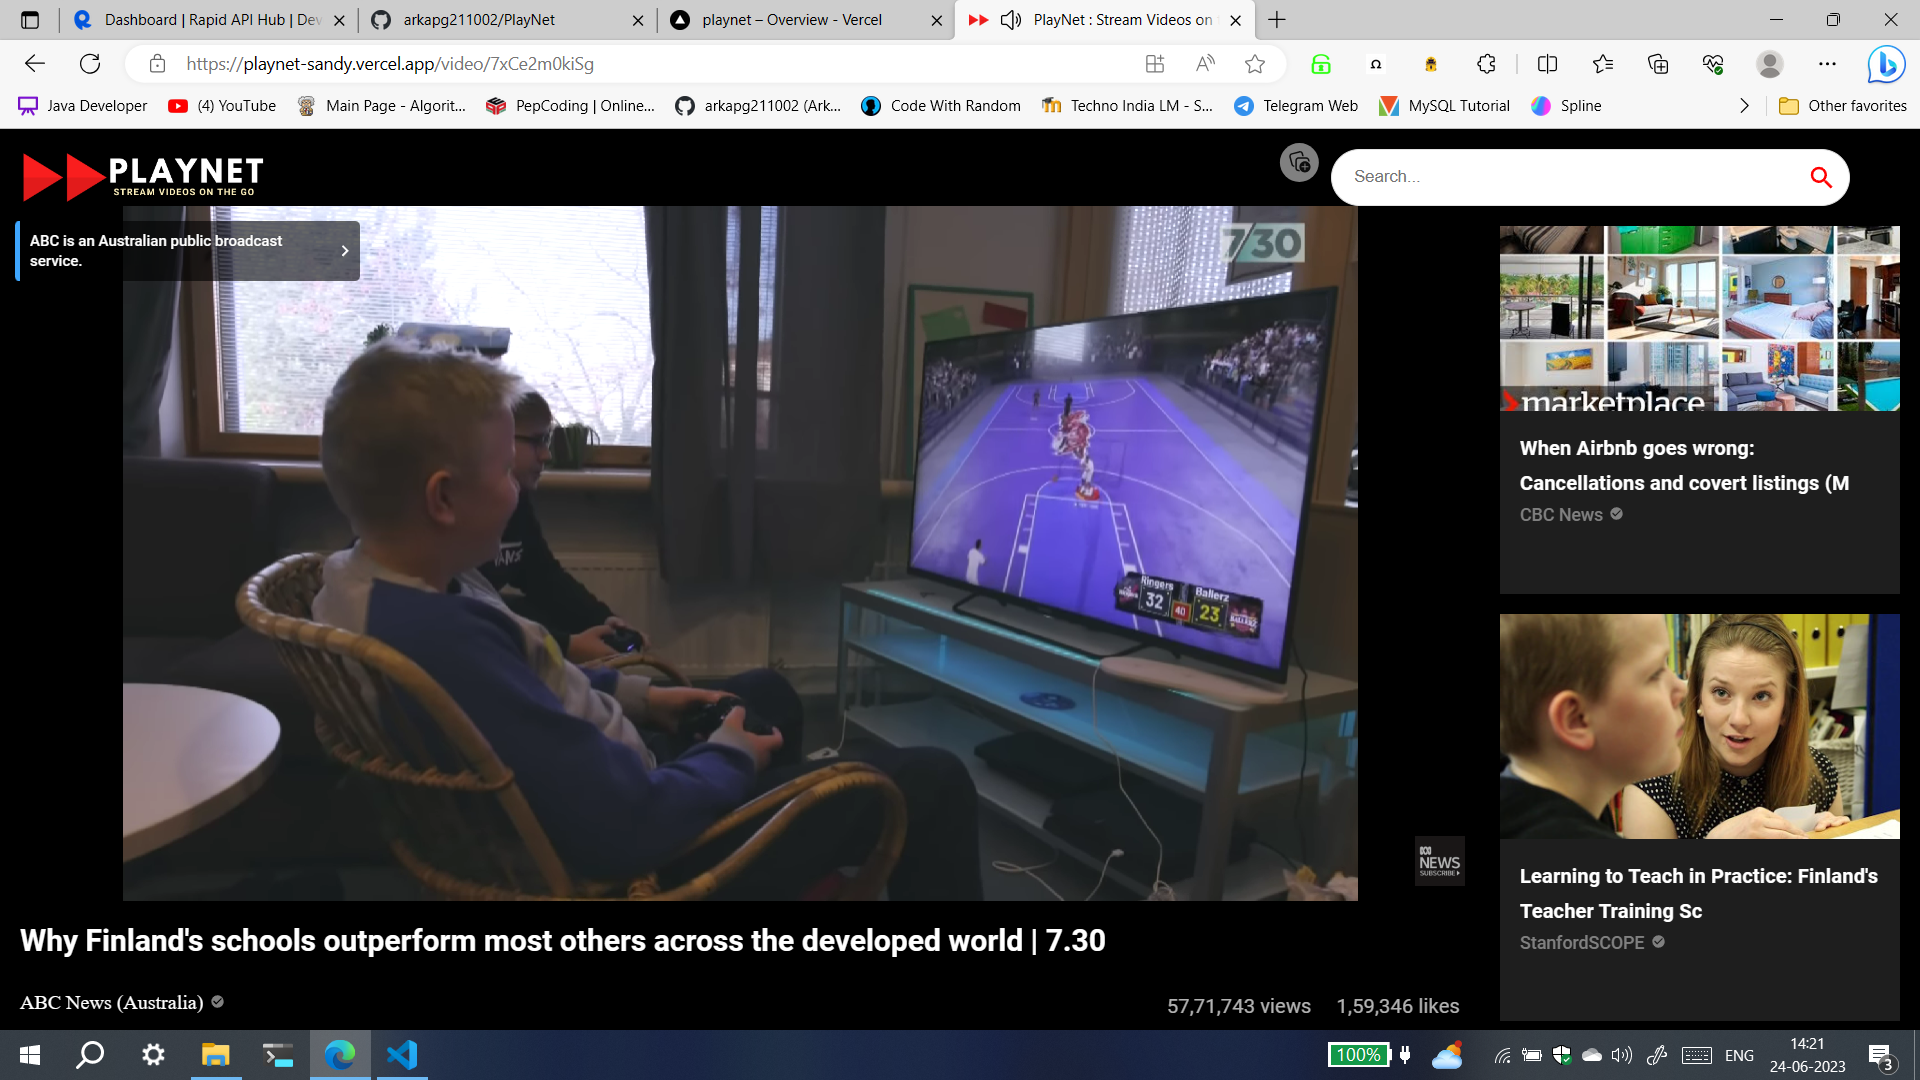 Dashboard | Rapid API Hub | Dev
arkapg211002/PlayNet
playnet – Overview - Vercel
PlayNet : Stream Videos on
https://playnet-sandy.vercel.app/video/7xCe2m0kiSg
Java Developer
(4) YouTube
Main Page - Algorit...
PepCoding | Online...
arkapg211002 (Ark...
Code With Random
Techno India LM - S...
Telegram Web
MySQL Tutorial
Spline
Other favorites
PLAYNET
STREAM VIDEOS ON THE GO
Search...
ABC is an Australian public broadcast
service.
7/30
VANS
Ringers
32
40
Ballerz
23
BALLERZ
NEWS
SUBSCRIBE
marketplace
When Airbnb goes wrong:
Cancellations and covert listings (M
CBC News
Learning to Teach in Practice: Finland's
Teacher Training Sc
StanfordSCOPE
Why Finland's schools outperform most others across the developed world | 7.30
ABC News (Australia)
57,71,743 views
1,59,346 likes
100%
ENG
14:21
24-06-2023
3